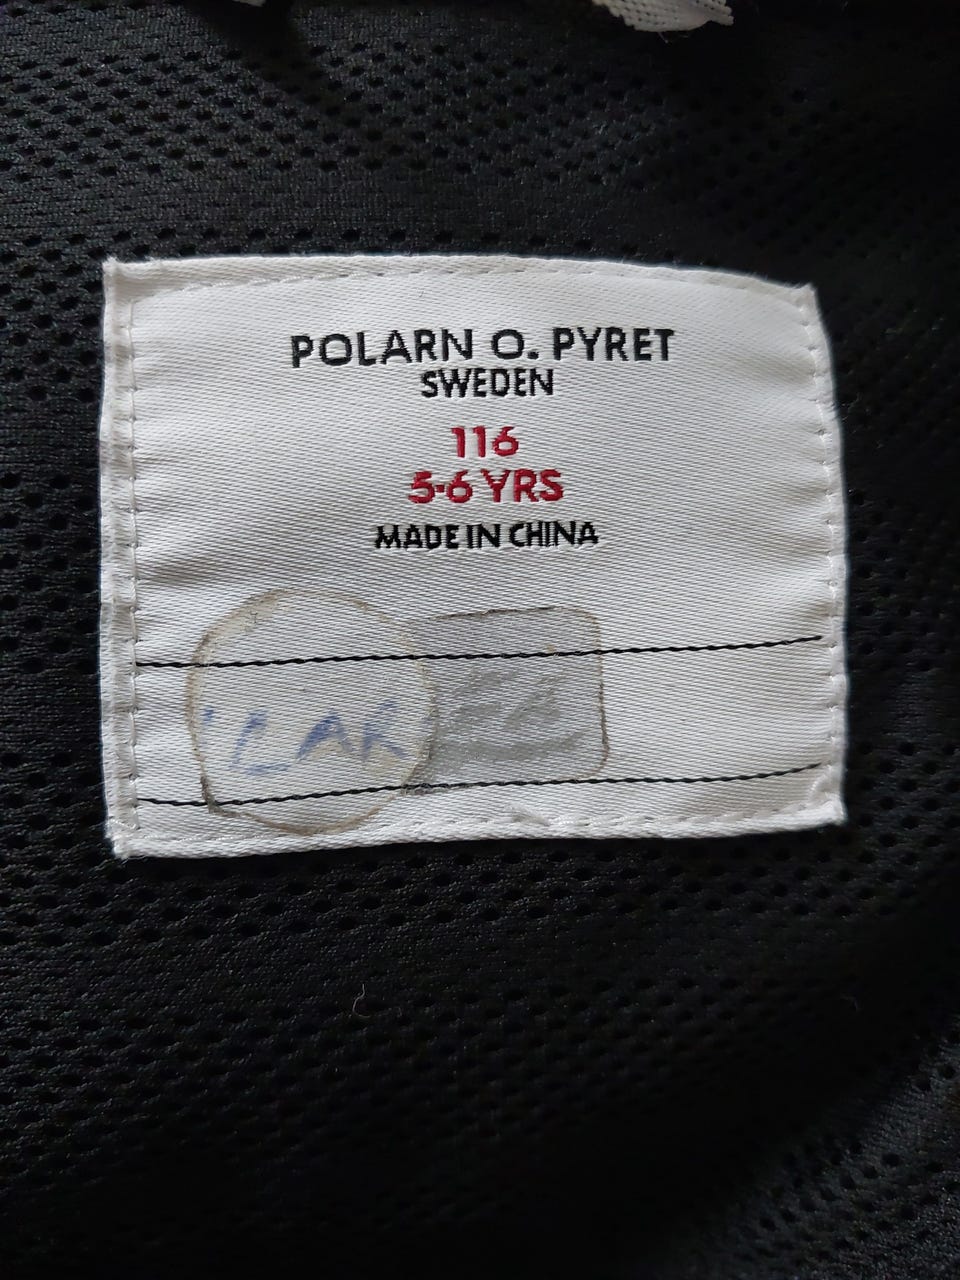 POLARN O. PYRET
SWEDEN
116
5-6 YRS
MADE IN CHINA